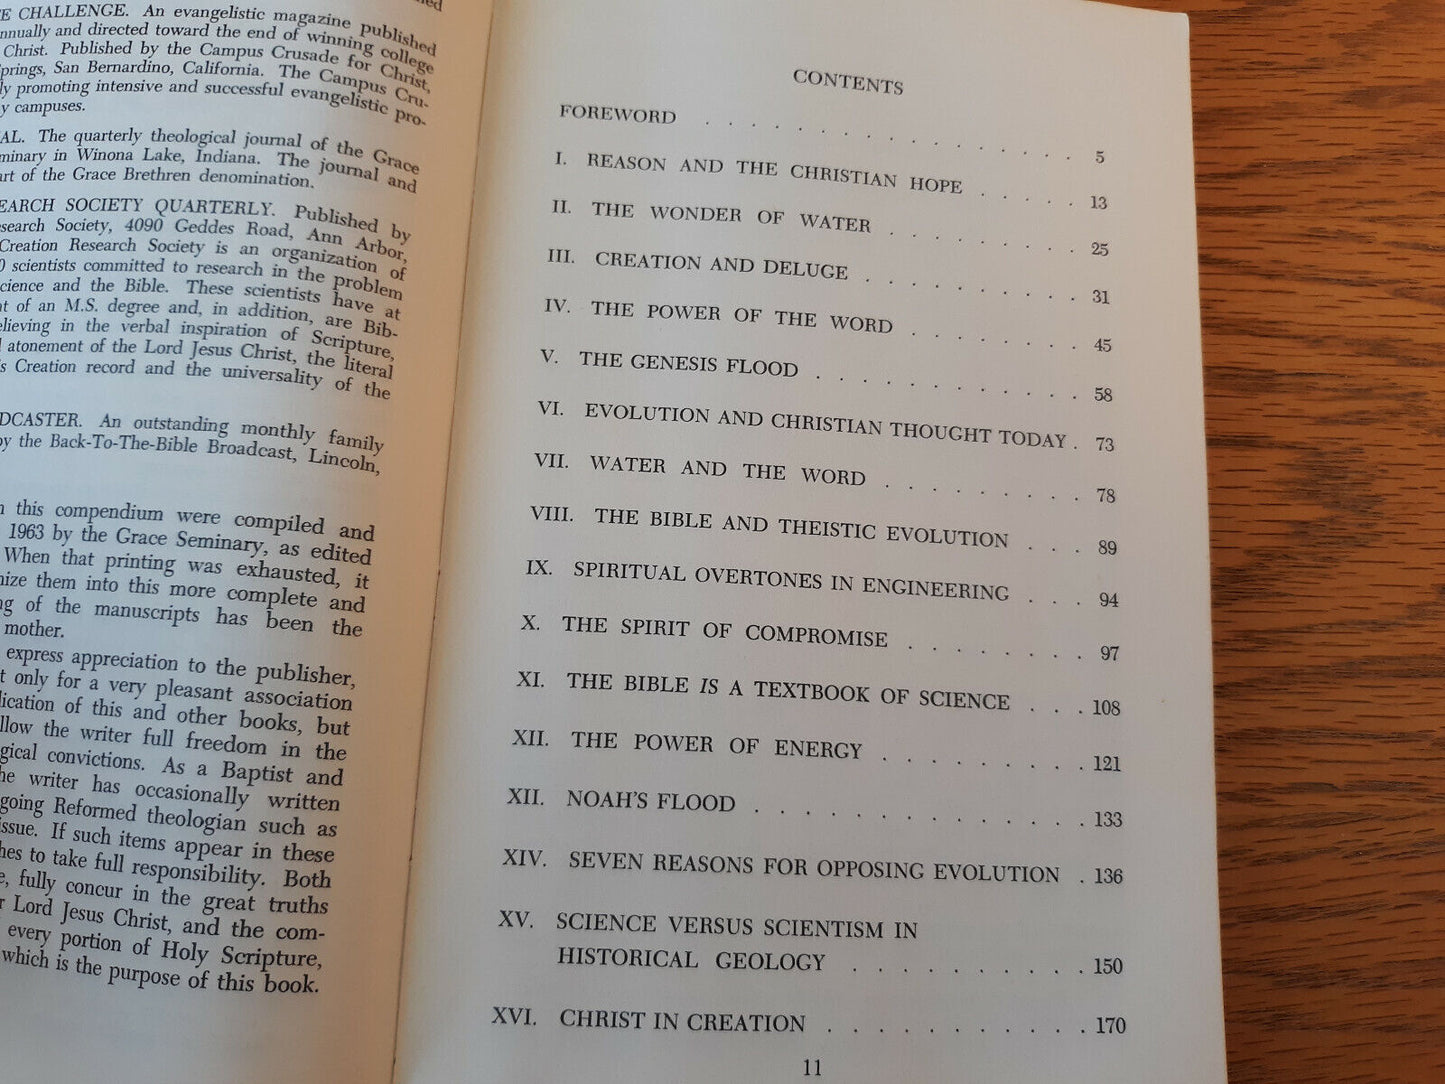 E CHALLENGE. An evangelistic magazine published
nnually and directed toward the end of winning college
Christ. Published by the Campus Crusade for Christ,
prings, San Bernardino, California. The Campus Cru-
ly promoting intensive and successful evangelistic pro-
y campuses.
AL. The quarterly theological journal of the Grace
minary in Winona Lake, Indiana. The journal and
art of the Grace Brethren denomination.
EARCH SOCIETY QUARTERLY. Published by
esearch Society, 4090 Geddes Road, Ann Arbor,
Creation Research Society is an organization of
0 scientists committed to research in the problem
cience and the Bible. These scientists have at
nt of an M.S. degree and, in addition, are Bib-
elieving in the verbal inspiration of Scripture,
l atonement of the Lord Jesus Christ, the literal
s Creation record and the universality of the
DCASTER. An outstanding monthly family
by the Back-To-The-Bible Broadcast, Lincoln,
n this compendium were compiled and
1963 by the Grace Seminary, as edited
When that printing was exhausted, it
nize them into this more complete and
ng of the manuscripts has been the
mother.
express appreciation to the publisher,
t only for a very pleasant association
lication of this and other books, but
llow the writer full freedom in the
gical convictions. As a Baptist and
he writer has occasionally written
going Reformed theologian such as
issue. If such items appear in these
hes to take full responsibility. Both
e, fully concur in the great truths
r Lord Jesus Christ, and the com-
every portion of Holy Scripture,
which is the purpose of this book.
CONTENTS
FOREWORD . . . . . . . . . . . . . 5
I. REASON AND THE CHRISTIAN HOPE . . . . . 13
II. THE WONDER OF WATER . . . . . . . 25
III. CREATION AND DELUGE . . . . . . . . 31
IV. THE POWER OF THE WORD . . . . . . 45
V. THE GENESIS FLOOD . . . . . . . . . . 58
VI. EVOLUTION AND CHRISTIAN THOUGHT TODAY . 73
VII. WATER AND THE WORD . . . . . . . 78
VIII. THE BIBLE AND THEISTIC EVOLUTION . . . 89
IX. SPIRITUAL OVERTONES IN ENGINEERING . . . 94
X. THE SPIRIT OF COMPROMISE . . . . . . . 97
XI. THE BIBLE IS A TEXTBOOK OF SCIENCE . . . 108
XII. THE POWER OF ENERGY . . . . . . . . 121
XII. NOAH'S FLOOD . . . . . . . . . . . . 133
XIV. SEVEN REASONS FOR OPPOSING EVOLUTION . 136
XV. SCIENCE VERSUS SCIENTISM IN
HISTORICAL GEOLOGY . . . . . . . . . 150
XVI. CHRIST IN CREATION . . . . . . . . . . 170
11